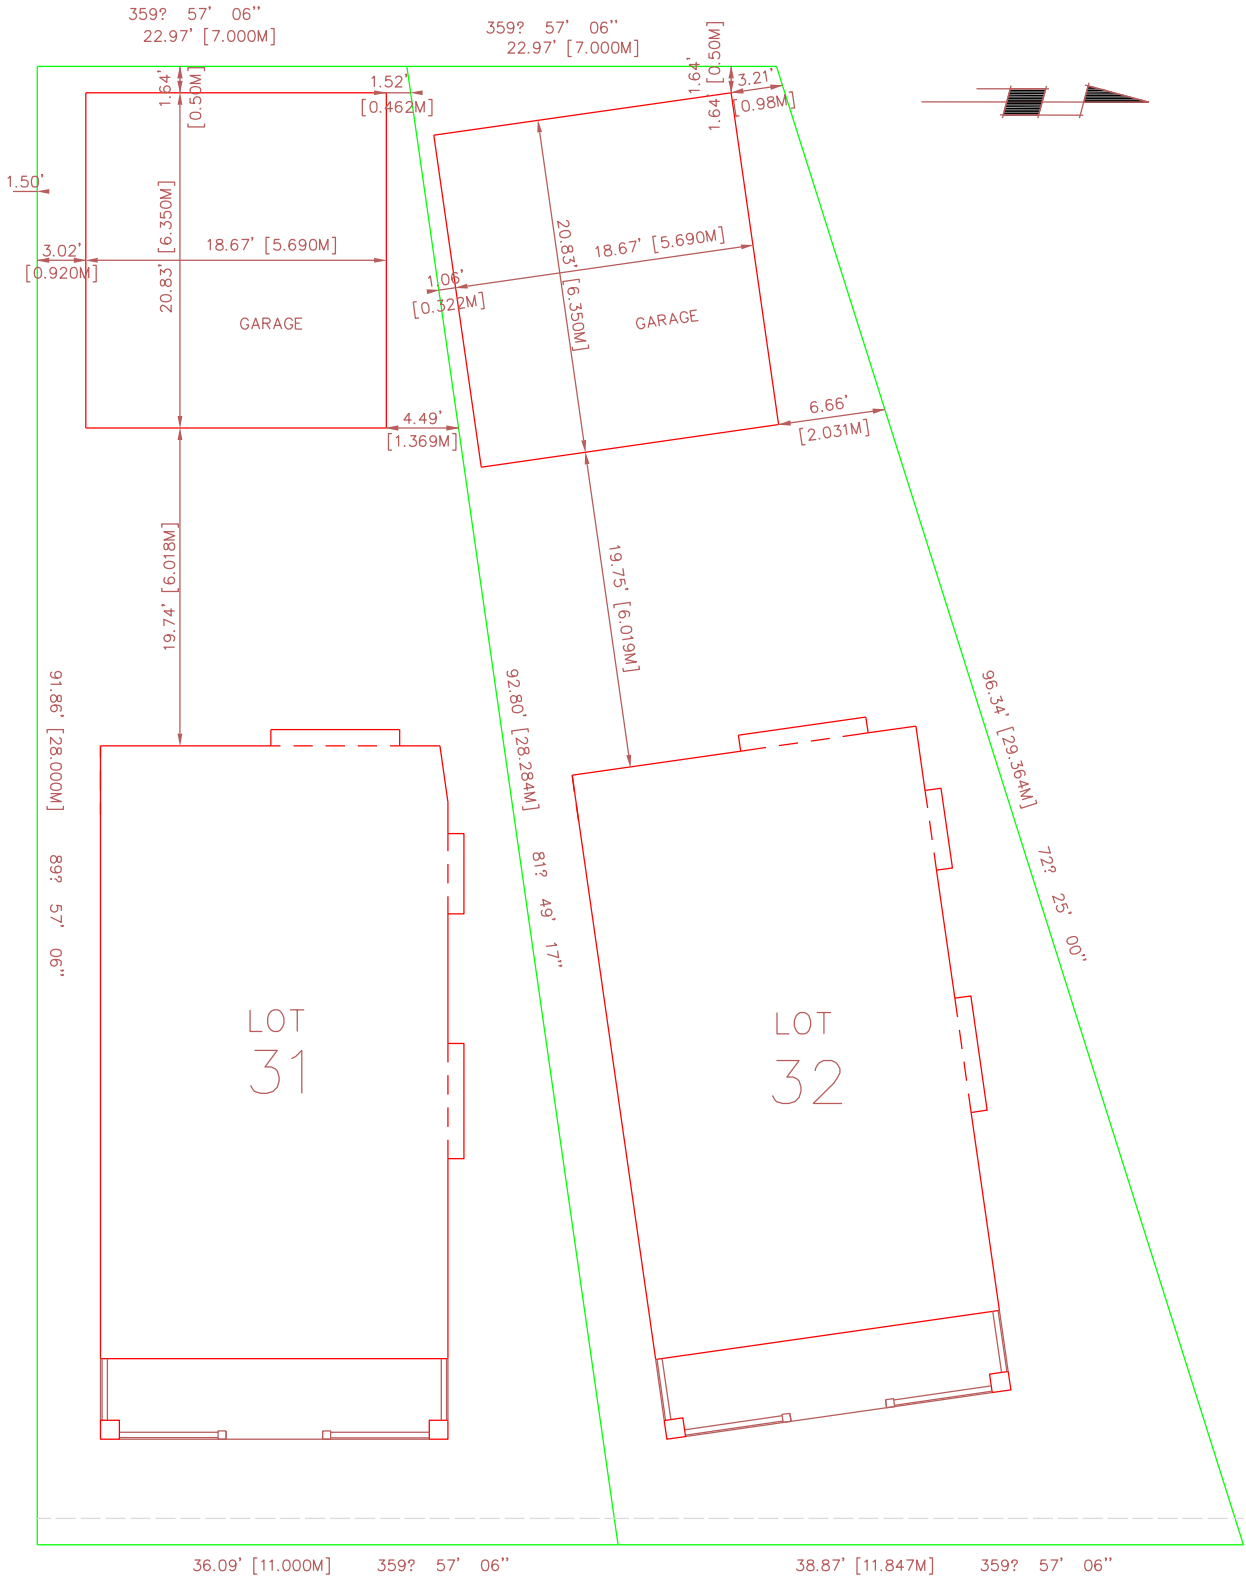 359? 57' 06"
22.97' [7.000M]
359? 57' 06"
22.97' [7.000M]
1.64'
[0.50M]
1.52'
[0.462M]
1.64'
[0.50M]
1.64'
3.21'
[0.98M]
1.50'
3.02'
[0.920M]
20.83' [6.350M]
18.67' [5.690M]
GARAGE
1.06'
[0.322M]
20.83' [6.350M]
18.67' [5.690M]
GARAGE
4.49'
[1.369M]
6.66'
[2.031M]
19.74' [6.018M]
19.75' [6.019M]
91.86' [28.000M] 89? 57' 06"
92.80' [28.284M] 81? 49' 17"
96.34' [29.364M] 72? 25' 00"
LOT
31
LOT
32
36.09' [11.000M] 359? 57' 06"
38.87' [11.847M] 359? 57' 06"